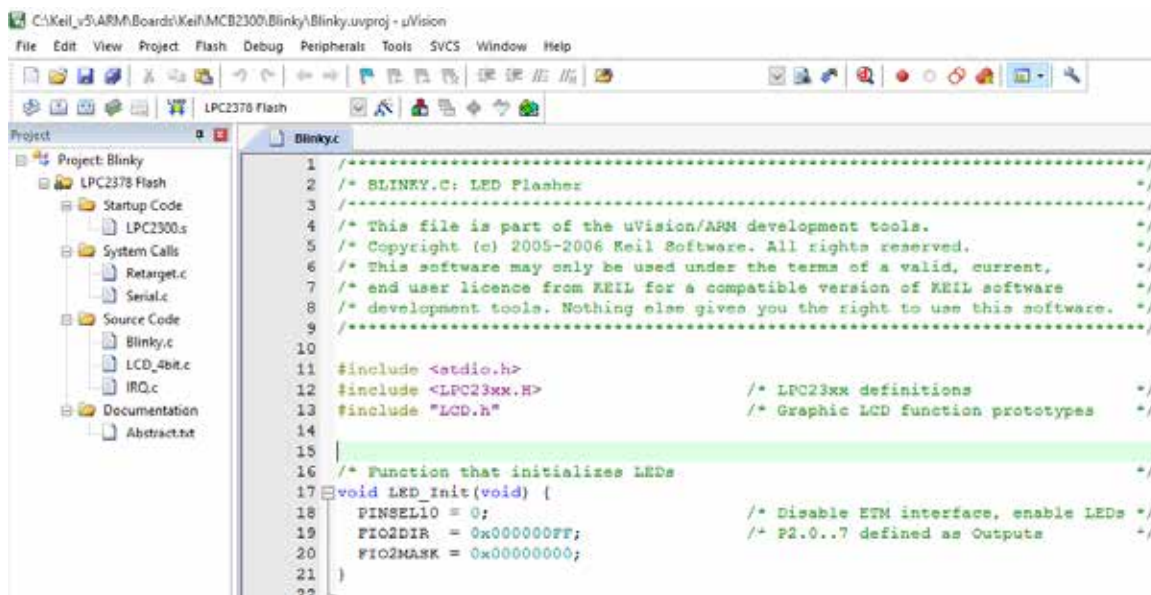 C:\Keil_v5\ARM\Boards\Keil\MCB2300\Blinky\Blinky.uvproj - µVision
File Edit View Project Flash Debug Peripherals Tools SVCS Window Help
LPC2378 Flash
Project
Project: Blinky
LPC2378 Flash
Startup Code
LPC2300.s
System Calls
Retarget.c
Serial.c
Source Code
Blinky.c
LCD_4bit.c
IRQ.c
Documentation
Abstract.txt
Blinky.c
1 /******************************************************************************/
2 /* BLINKY.C: LED Flasher */
3 /******************************************************************************/
4 /* This file is part of the uVision/ARM development tools. */
5 /* Copyright (c) 2005-2006 Keil Software. All rights reserved. */
6 /* This software may only be used under the terms of a valid, current, */
7 /* end user licence from KEIL for a compatible version of KEIL software */
8 /* development tools. Nothing else gives you the right to use this software. */
9 /******************************************************************************/
10
11 #include <stdio.h>
12 #include <LPC23xx.H> /* LPC23xx definitions */
13 #include "LCD.h" /* Graphic LCD function prototypes */
14
15
16 /* Function that initializes LEDs */
17 void LED_Init(void) {
18 PINSEL10 = 0; /* Disable ETM interface, enable LEDs */
19 FIO2DIR = 0x000000FF; /* P2.0..7 defined as Outputs */
20 FIO2MASK = 0x00000000;
21 }
22